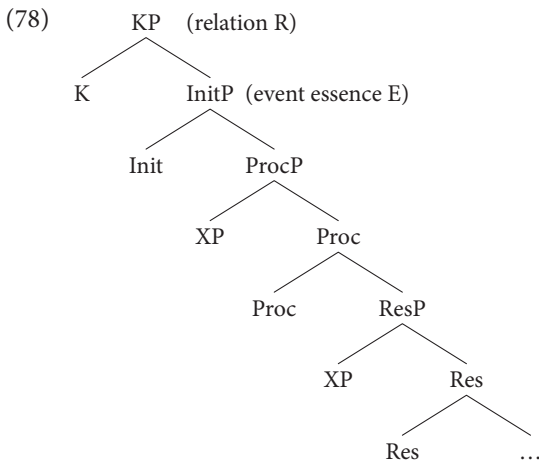 (78) KP (relation R)
K InitP (event essence E)
Init ProcP
XP Proc
Proc ResP
XP Res
Res …